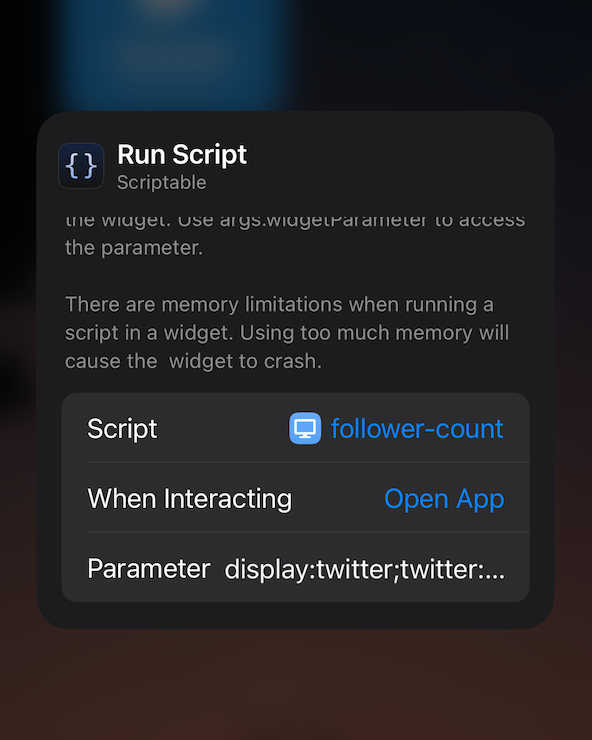 {}
Run Script
Scriptable
the widget. Use args.widgetParameter to access
the parameter.
There are memory limitations when running a
script in a widget. Using too much memory will
cause the  widget to crash.
Script follower-count
When Interacting Open App
Parameter display:twitter;twitter:...